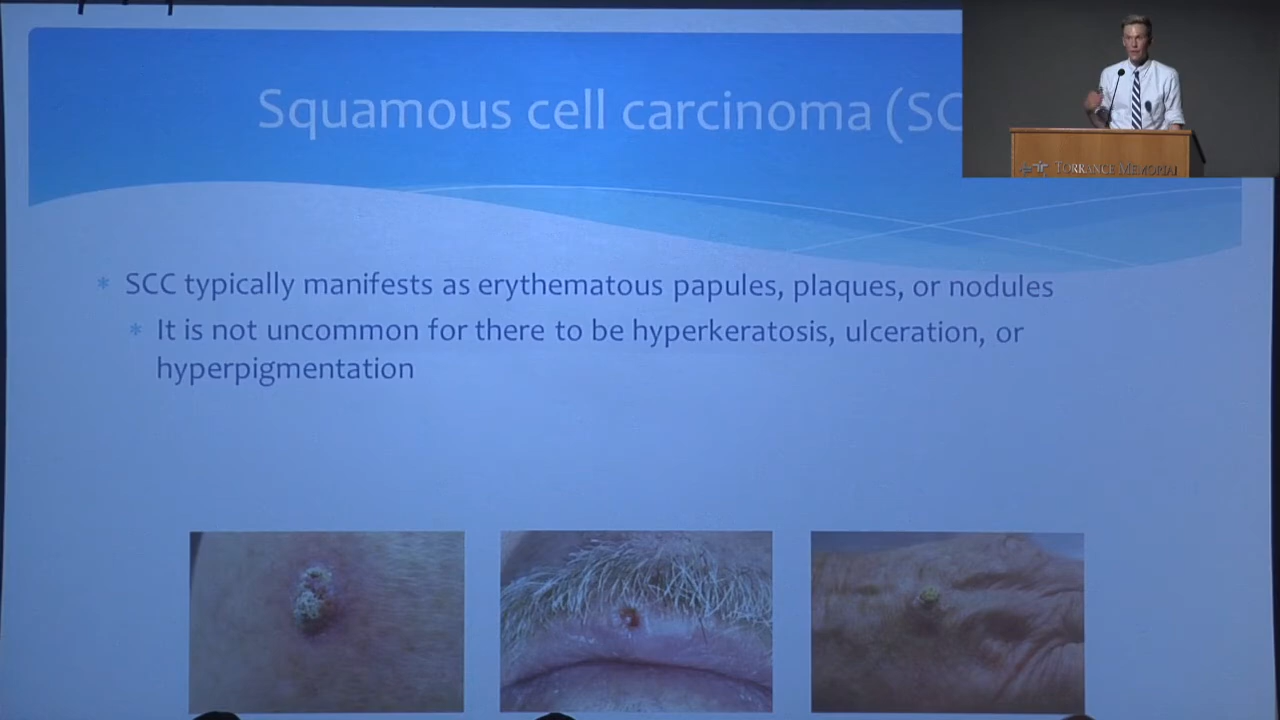 Squamous cell carcinoma (SC
TORRANCE MEMORIAL
* SCC typically manifests as erythematous papules, plaques, or nodules
* It is not uncommon for there to be hyperkeratosis, ulceration, or
hyperpigmentation